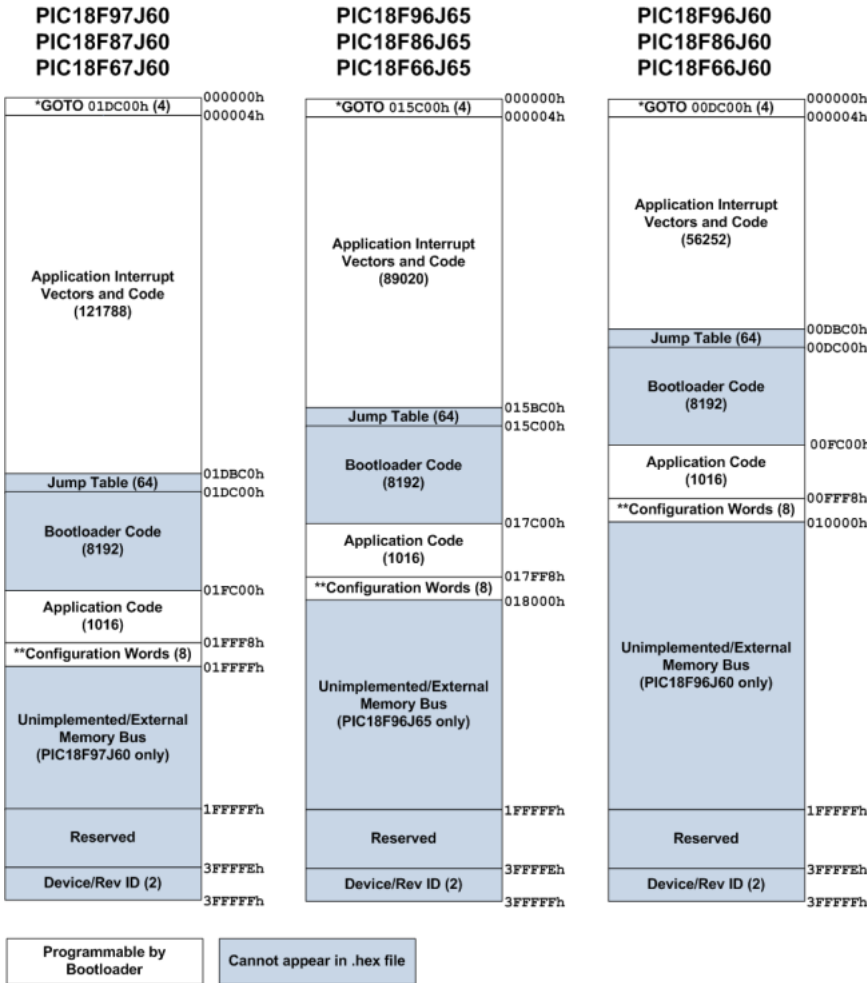 PIC18F97J60
PIC18F87J60
PIC18F67J60
000000h
*GOTO 01DC00h (4)
000004h
Application Interrupt
Vectors and Code
(121788)
01DBC0h
Jump Table (64)
01DC00h
Bootloader Code
(8192)
01FC00h
Application Code
(1016)
01FFF8h
**Configuration Words (8)
01FFFFh
Unimplemented/External
Memory Bus
(PIC18F97J60 only)
1FFFFFh
Reserved
3FFFFEh
Device/Rev ID (2)
3FFFFFh
PIC18F96J65
PIC18F86J65
PIC18F66J65
000000h
*GOTO 015C00h (4)
000004h
Application Interrupt
Vectors and Code
(89020)
015BC0h
Jump Table (64)
015C00h
Bootloader Code
(8192)
017C00h
Application Code
(1016)
017FF8h
**Configuration Words (8)
018000h
Unimplemented/External
Memory Bus
(PIC18F96J65 only)
1FFFFFh
Reserved
3FFFFEh
Device/Rev ID (2)
3FFFFFh
PIC18F96J60
PIC18F86J60
PIC18F66J60
000000h
*GOTO 00DC00h (4)
000004h
Application Interrupt
Vectors and Code
(56252)
00DBC0h
Jump Table (64)
00DC00h
Bootloader Code
(8192)
00FC00h
Application Code
(1016)
00FFF8h
**Configuration Words (8)
010000h
Unimplemented/External
Memory Bus
(PIC18F96J60 only)
1FFFFFh
Reserved
3FFFFEh
Device/Rev ID (2)
3FFFFFh
Programmable by
Bootloader
Cannot appear in .hex file